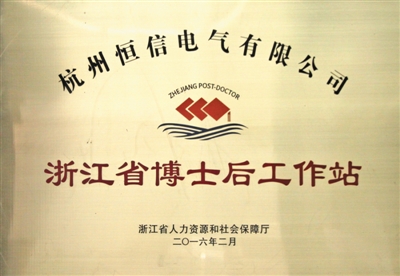 杭州恒信电气有限公司
ZHEJIANG POST-DOCTOR
浙江省博士后工作站
浙江省人力资源和社会保障厅
二〇一六年二月